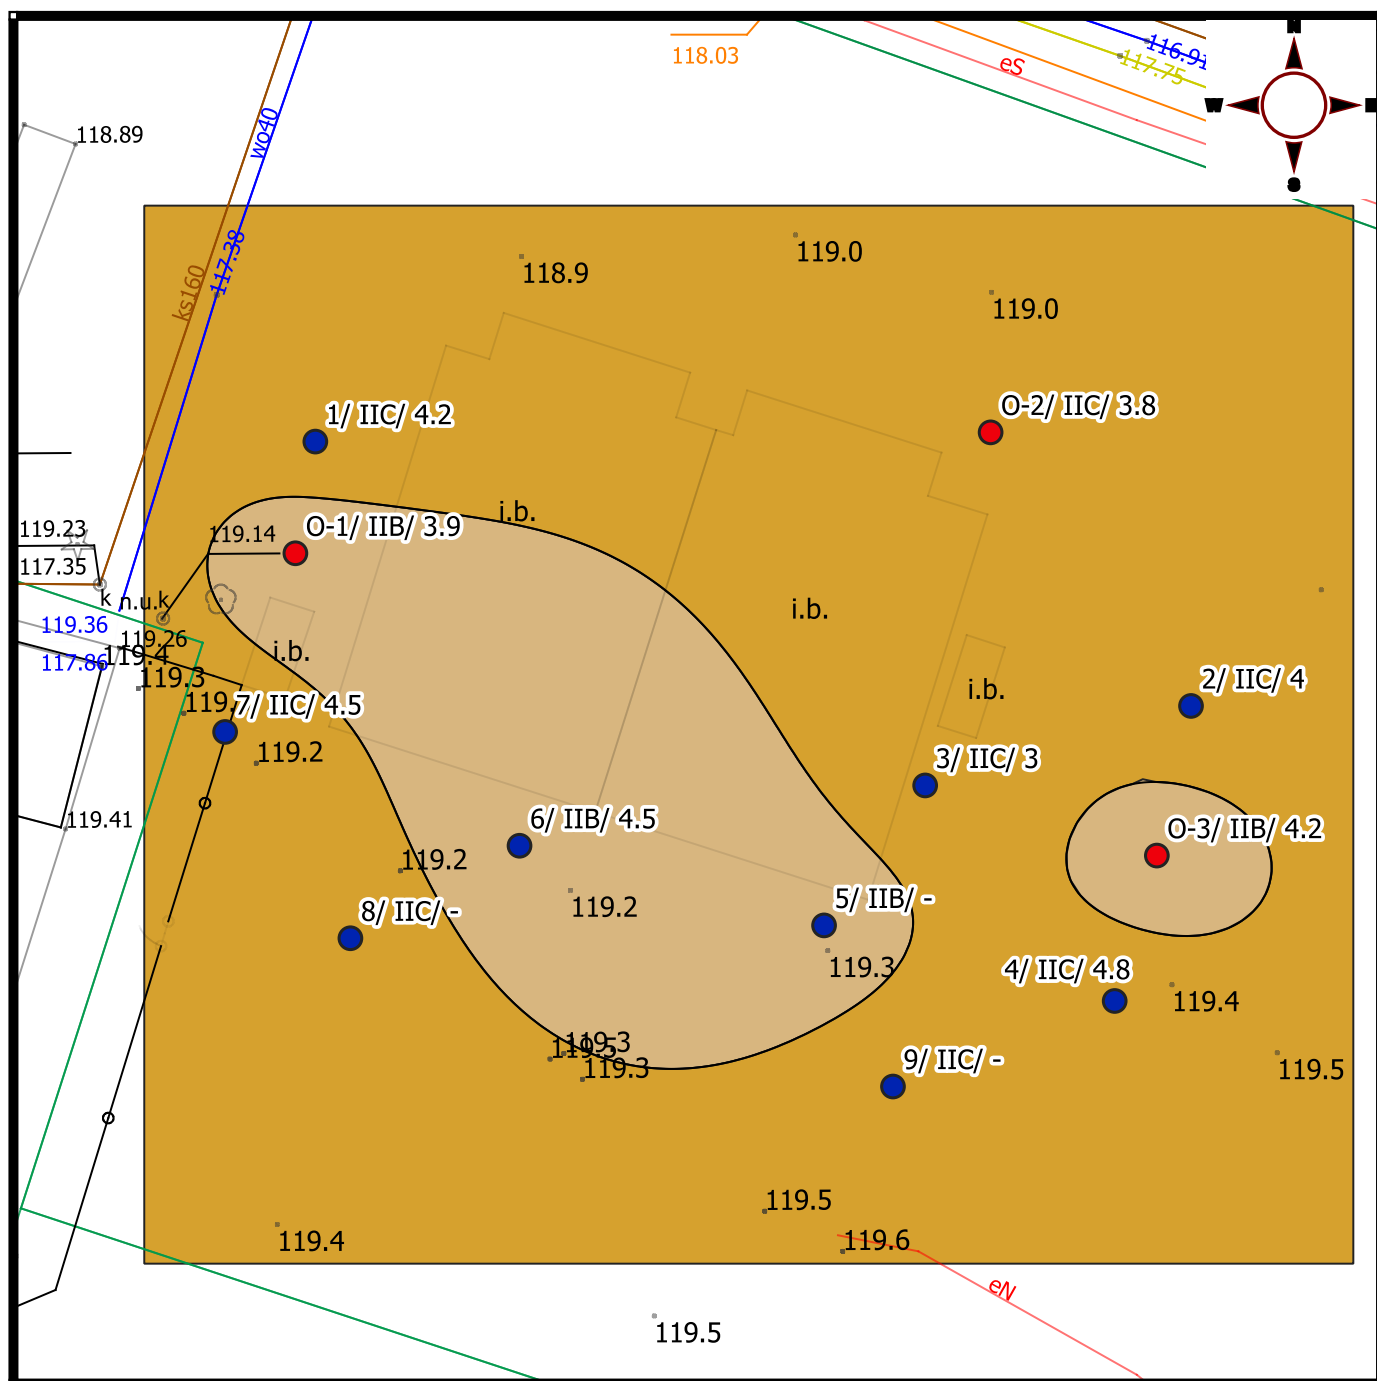 118.03
eS
116.91
117.75
N
W
S
118.89
wo40
117.38
ks160
118.9
119.0
119.0
1/ IIC/ 4.2
O-2/ IIC/ 3.8
i.b.
O-1/ IIB/ 3.9
119.14
119.23
117.35
k n.u.k
i.b.
119.36
119.26
i.b.
119.4
117.86
119.3
119.
7/ IIC/ 4.5
119.2
i.b.
2/ IIC/ 4
3/ IIC/ 3
6/ IIB/ 4.5
119.41
O-3/ IIB/ 4.2
119.2
119.2
8/ IIC/ -
5/ IIB/ -
119.3
4/ IIC/ 4.8
119.4
119.3
119.5
119.3
9/ IIC/ -
119.5
119.5
119.4
119.6
eN
119.5